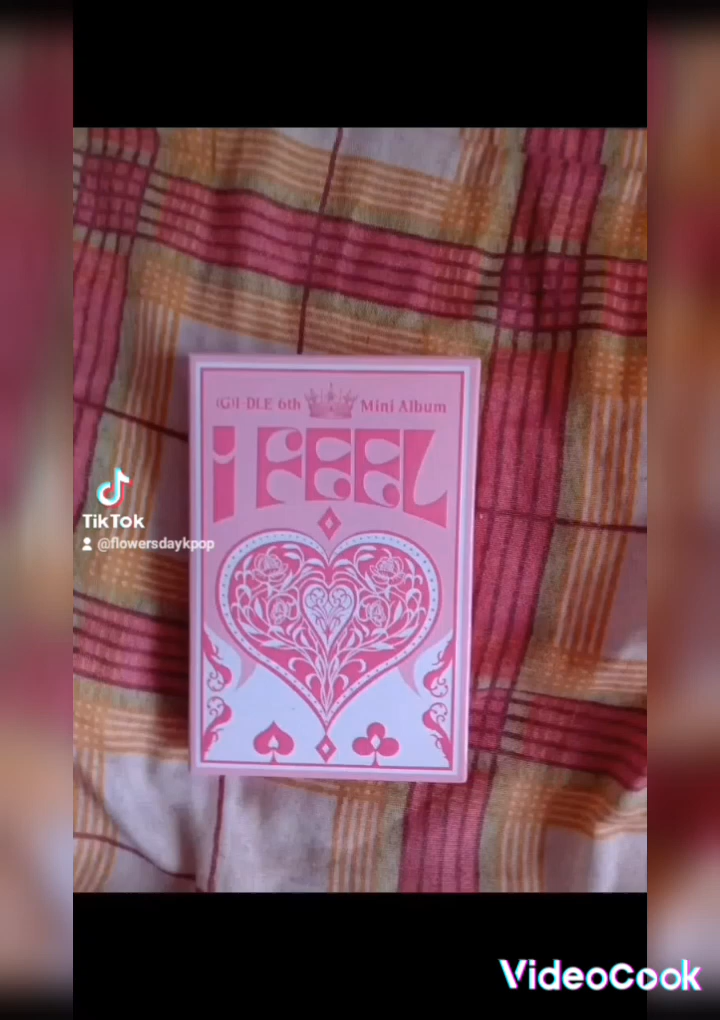 (G)I-DLE 6th Mini Album
I FEEL
TikTok
@flowersdaykpop
VideoCook